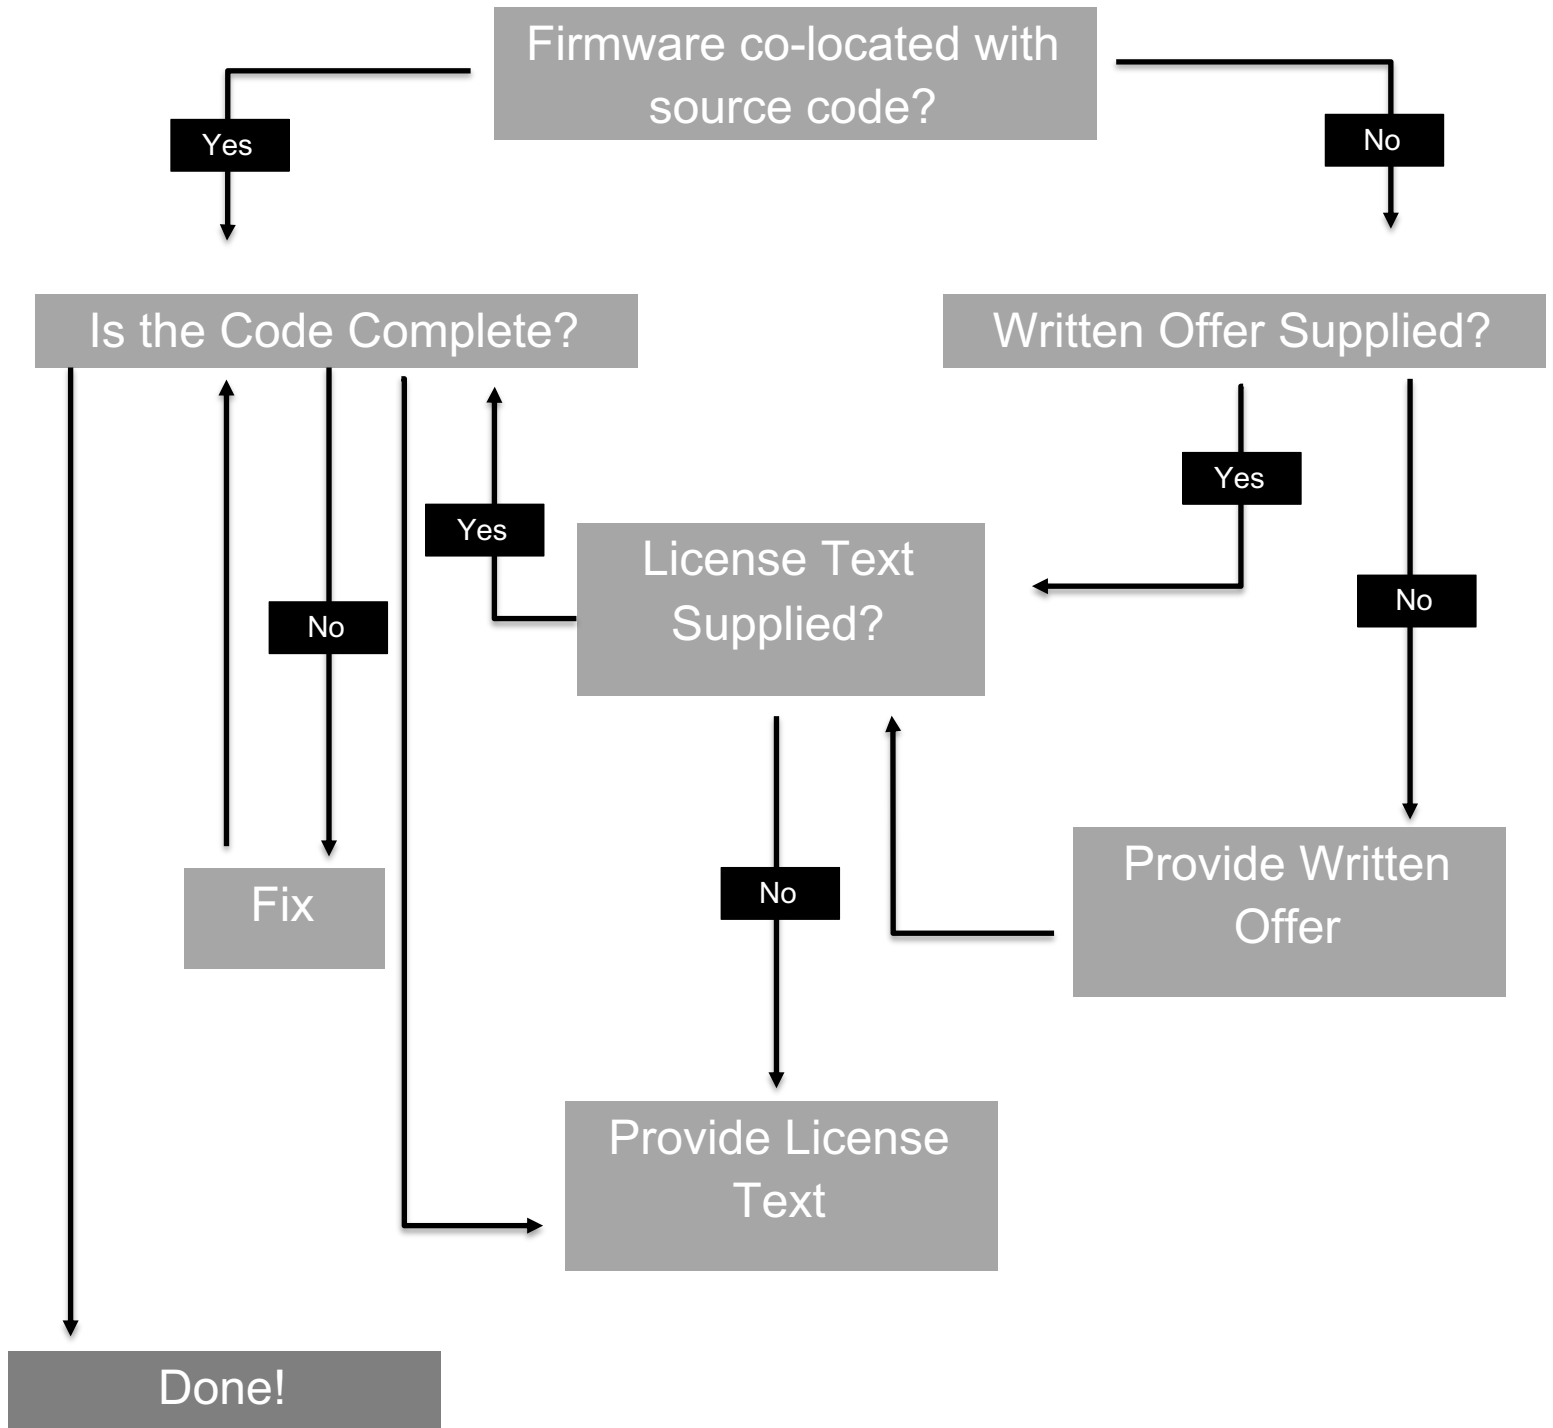 Firmware co-located with
source code?
Yes
No
Is the Code Complete?
Written Offer Supplied?
Yes
Yes
License Text
Supplied?
No
No
Provide Written
Offer
Fix
No
Provide License
Text
Done!